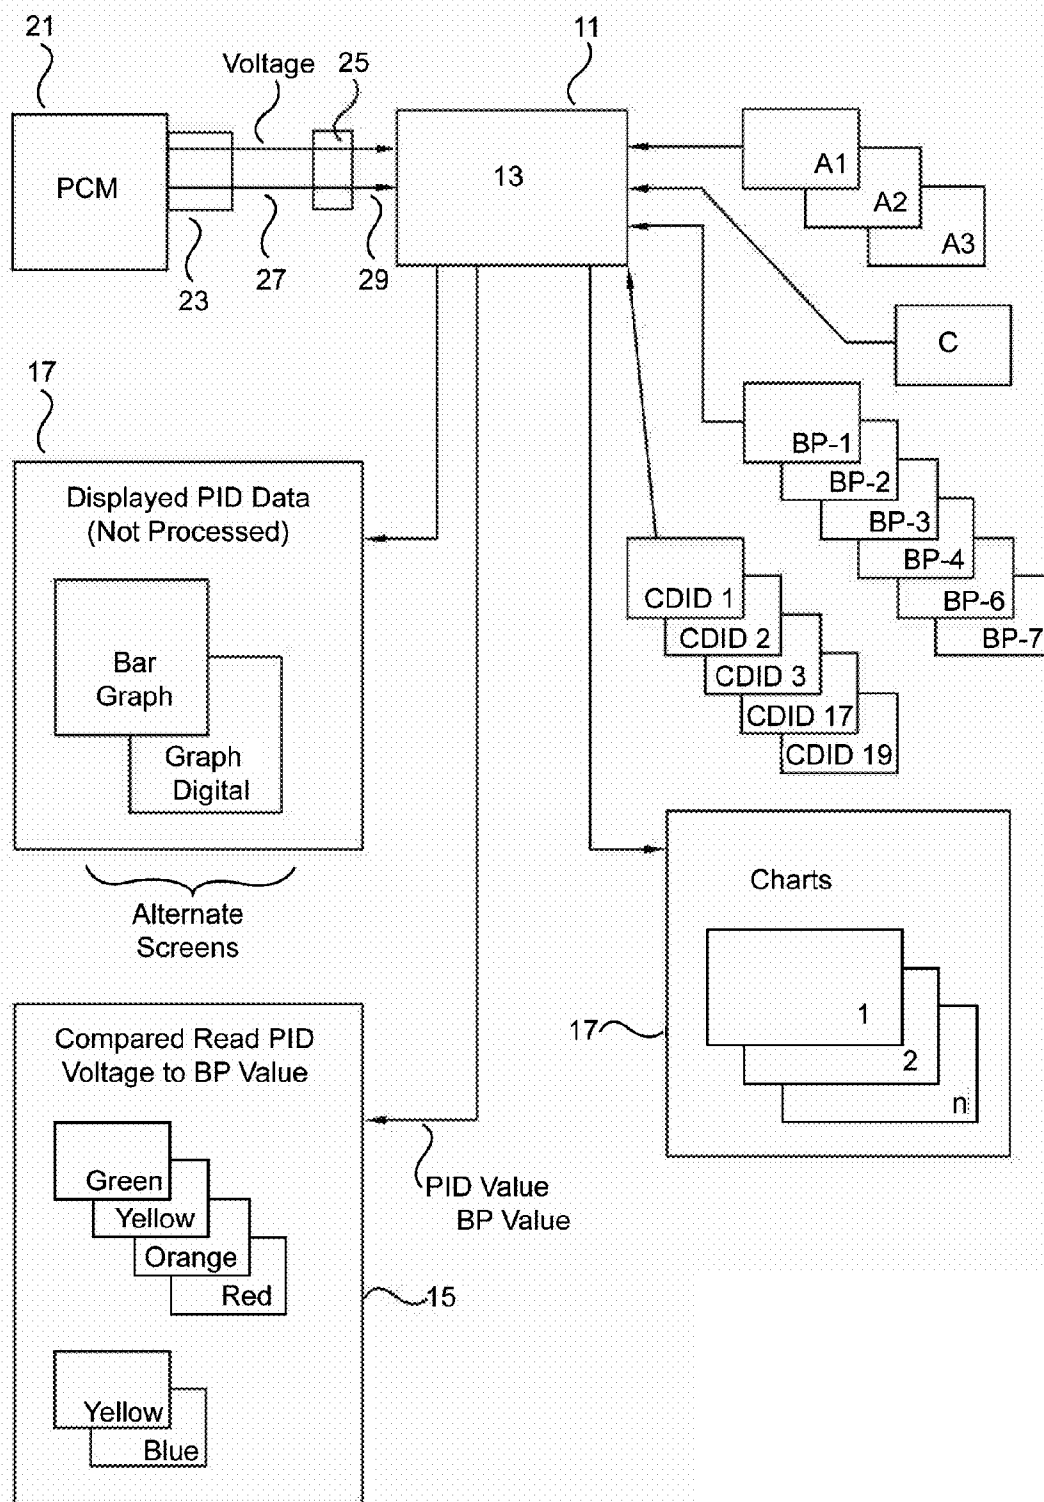 21
11
Voltage
25
PCM
13
23
27
29
A1
A2
A3
C
17
Displayed PID Data
(Not Processed)
Bar
Graph
Graph
Digital
Alternate
Screens
BP-1
BP-2
BP-3
BP-4
BP-6
BP-7
CDID 1
CDID 2
CDID 3
CDID 17
CDID 19
Charts
1
2
n
17
Compared Read PID
Voltage to BP Value
Green
Yellow
Orange
Red
Yellow
Blue
PID Value
BP Value
15